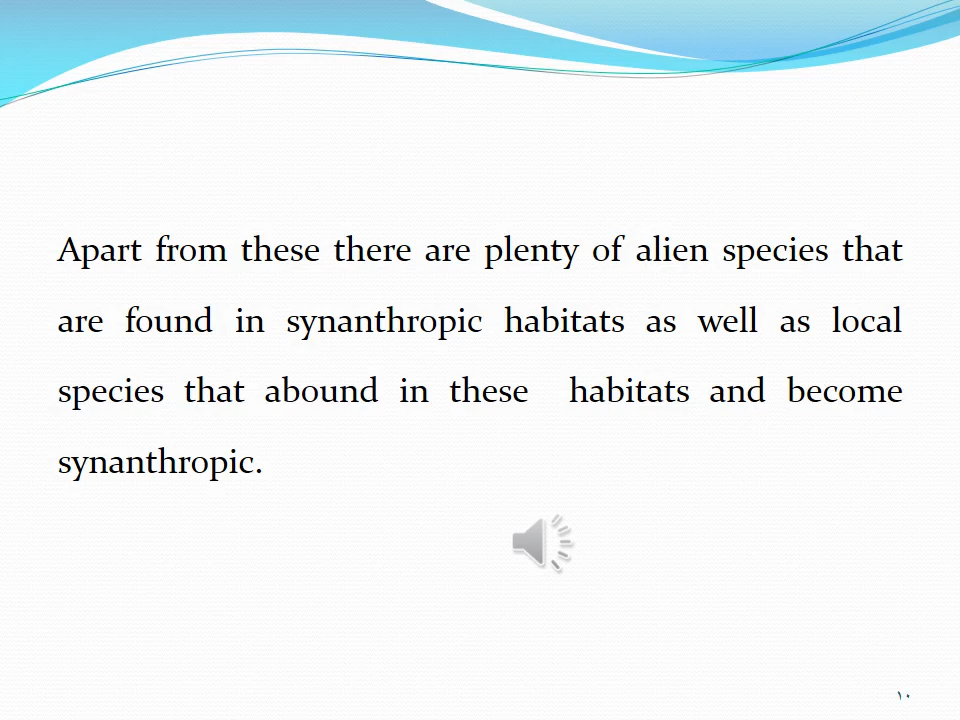 Apart from these there are plenty of alien species that
are found in synanthropic habitats as well as local
species that abound in these habitats and become
synanthropic.
١٠